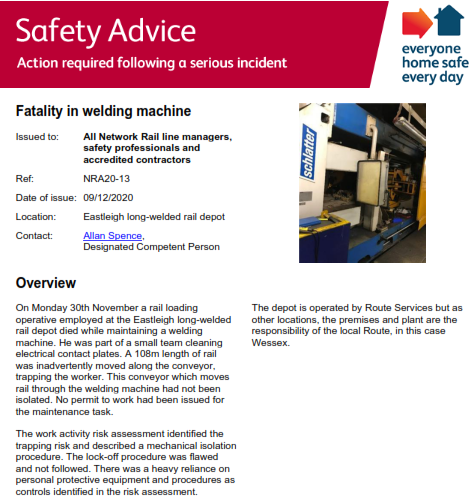 Safety Advice
Action required following a serious incident
everyone
home safe
every day
Fatality in welding machine
Issued to: All Network Rail line managers,
safety professionals and
accredited contractors
Ref: NRA20-13
Date of issue: 09/12/2020
Location: Eastleigh long-welded rail depot
Contact: Allan Spence,
Designated Competent Person
schlatter
Overview
On Monday 30th November a rail loading
operative employed at the Eastleigh long-welded
rail depot died while maintaining a welding
machine. He was part of a small team cleaning
electrical contact plates. A 108m length of rail
was inadvertently moved along the conveyor,
trapping the worker. This conveyor which moves
rail through the welding machine had not been
isolated. No permit to work had been issued for
the maintenance task.
The work activity risk assessment identified the
trapping risk and described a mechanical isolation
procedure. The lock-off procedure was flawed
and not followed. There was a heavy reliance on
personal protective equipment and procedures as
controls identified in the risk assessment.
The depot is operated by Route Services but as
other locations, the premises and plant are the
responsibility of the local Route, in this case
Wessex.